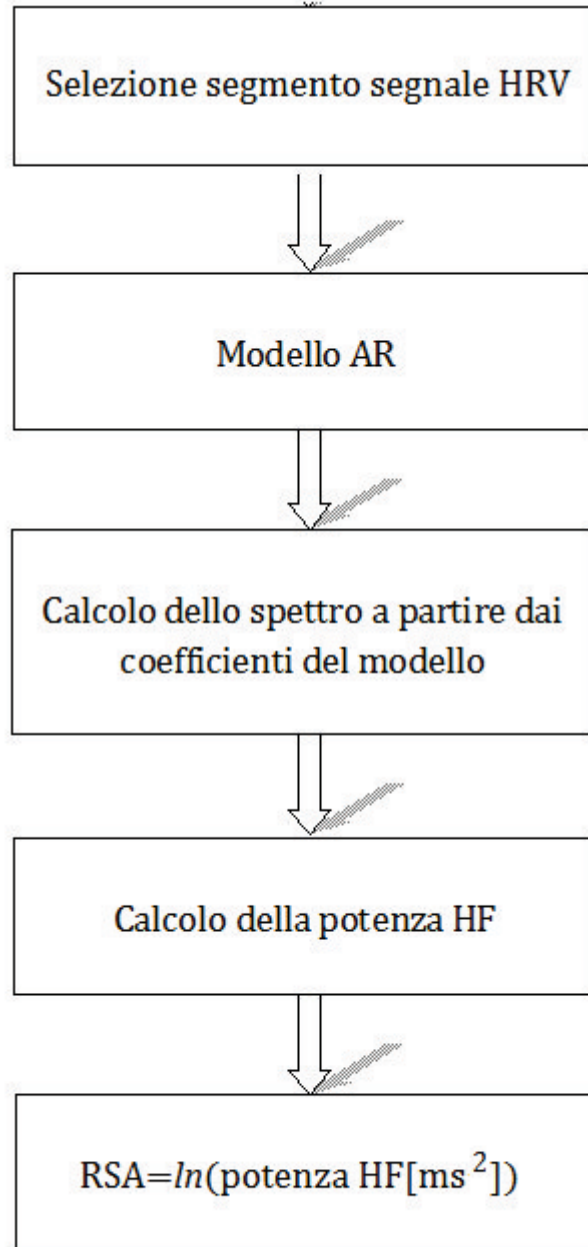 Selezione segmento segnale HRV
Modello AR
Calcolo dello spettro a partire dai
coefficienti del modello
Calcolo della potenza HF
RSA=ln(potenza HF[ms²])